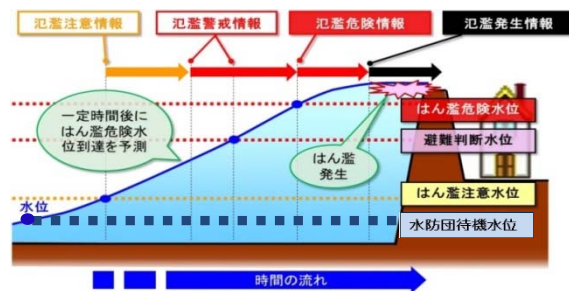 氾濫注意情報
氾濫警戒情報
氾濫危険情報
氾濫発生情報
一定時間後に
はん濫危険水
位到達を予測
はん濫
発生
はん濫危険水位
避難判断水位
はん濫注意水位
水位
水防団待機水位
時間の流れ